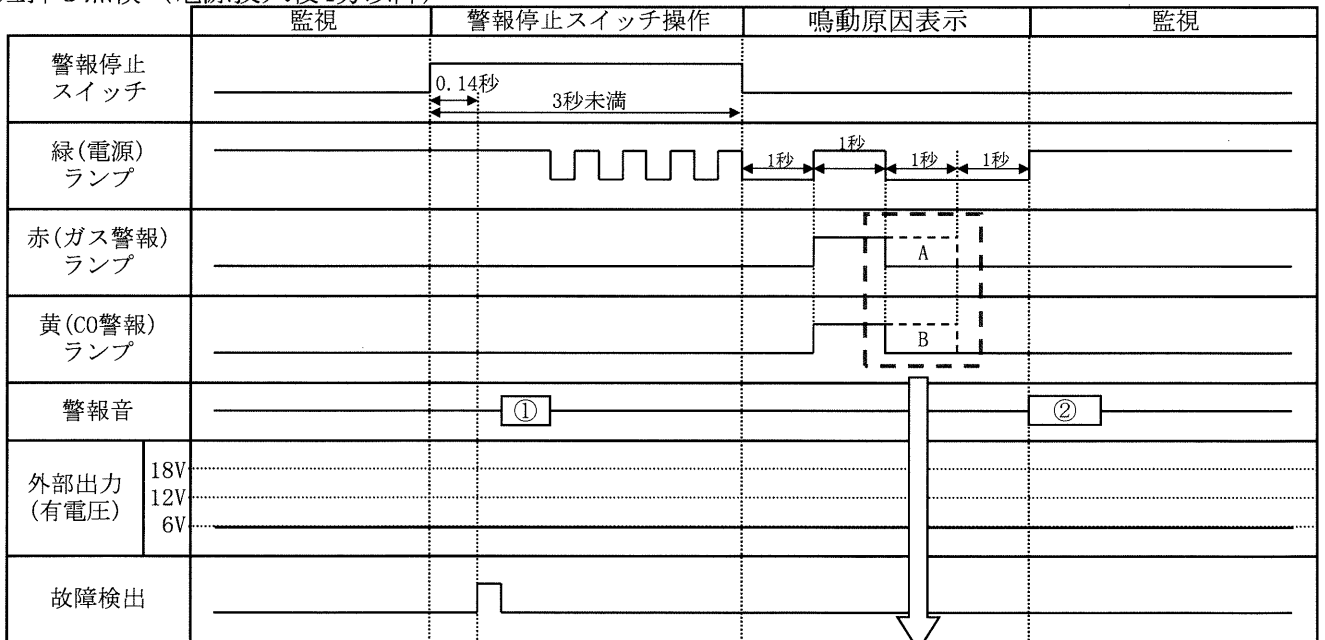 監視 警報停止スイッチ操作 鳴動原因表示 監視
警報停止
スイッチ
0.14秒
3秒未満
緑(電源)
ランプ
1秒 1秒 1秒 1秒
赤(ガス警報)
ランプ
A
黄(CO警報)
ランプ
B
警報音
① ②
外部出力
(有電圧)
18V
12V
6V
故障検出